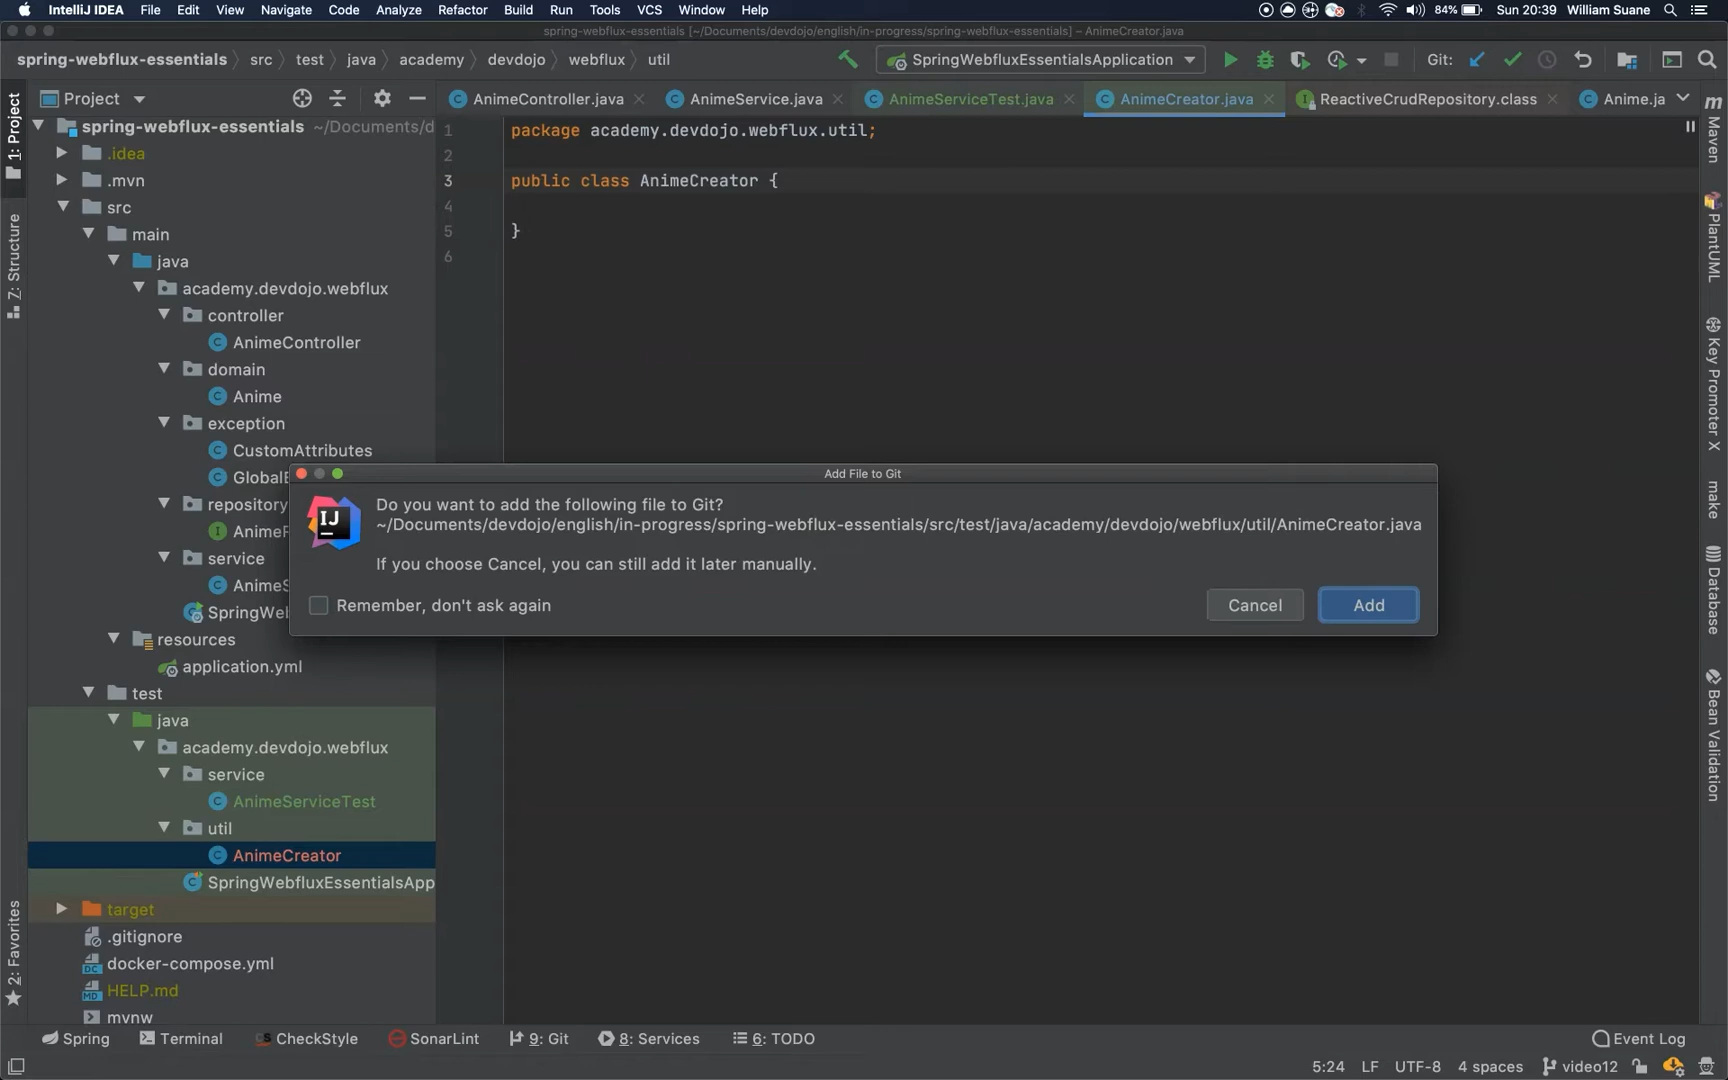 IntelliJ IDEA File Edit View Navigate Code Analyze Refactor Build Run Tools VCS Window Help 84% Sun 20:39 William Suane
spring-webflux-essentials [~/Documents/devdojo/english/in-progress/spring-webflux-essentials] – AnimeCreator.java
spring-webflux-essentials src test java academy devdojo webflux util SpringWebfluxEssentialsApplication Git:
1: Project
7: Structure
2: Favorites
Project
AnimeController.java AnimeService.java AnimeServiceTest.java AnimeCreator.java ReactiveCrudRepository.class Anime.ja
spring-webflux-essentials ~/Documents/d
.idea
.mvn
src
main
java
academy.devdojo.webflux
controller
AnimeController
domain
Anime
exception
CustomAttributes
GlobalE
repository
AnimeR
service
AnimeS
SpringWel
resources
application.yml
test
java
academy.devdojo.webflux
service
AnimeServiceTest
util
AnimeCreator
SpringWebfluxEssentialsApp
target
.gitignore
docker-compose.yml
HELP.md
mvnw
1 package academy.devdojo.webflux.util;
2
3 public class AnimeCreator {
4
5 }
6
Add File to Git
IJ
Do you want to add the following file to Git?
~/Documents/devdojo/english/in-progress/spring-webflux-essentials/src/test/java/academy/devdojo/webflux/util/AnimeCreator.java
If you choose Cancel, you can still add it later manually.
Remember, don't ask again
Cancel Add
m Maven
PlantUML
Key Promoter X
make
Database
Bean Validation
Spring Terminal CheckStyle SonarLint 9: Git 8: Services 6: TODO Event Log
5:24 LF UTF-8 4 spaces video12